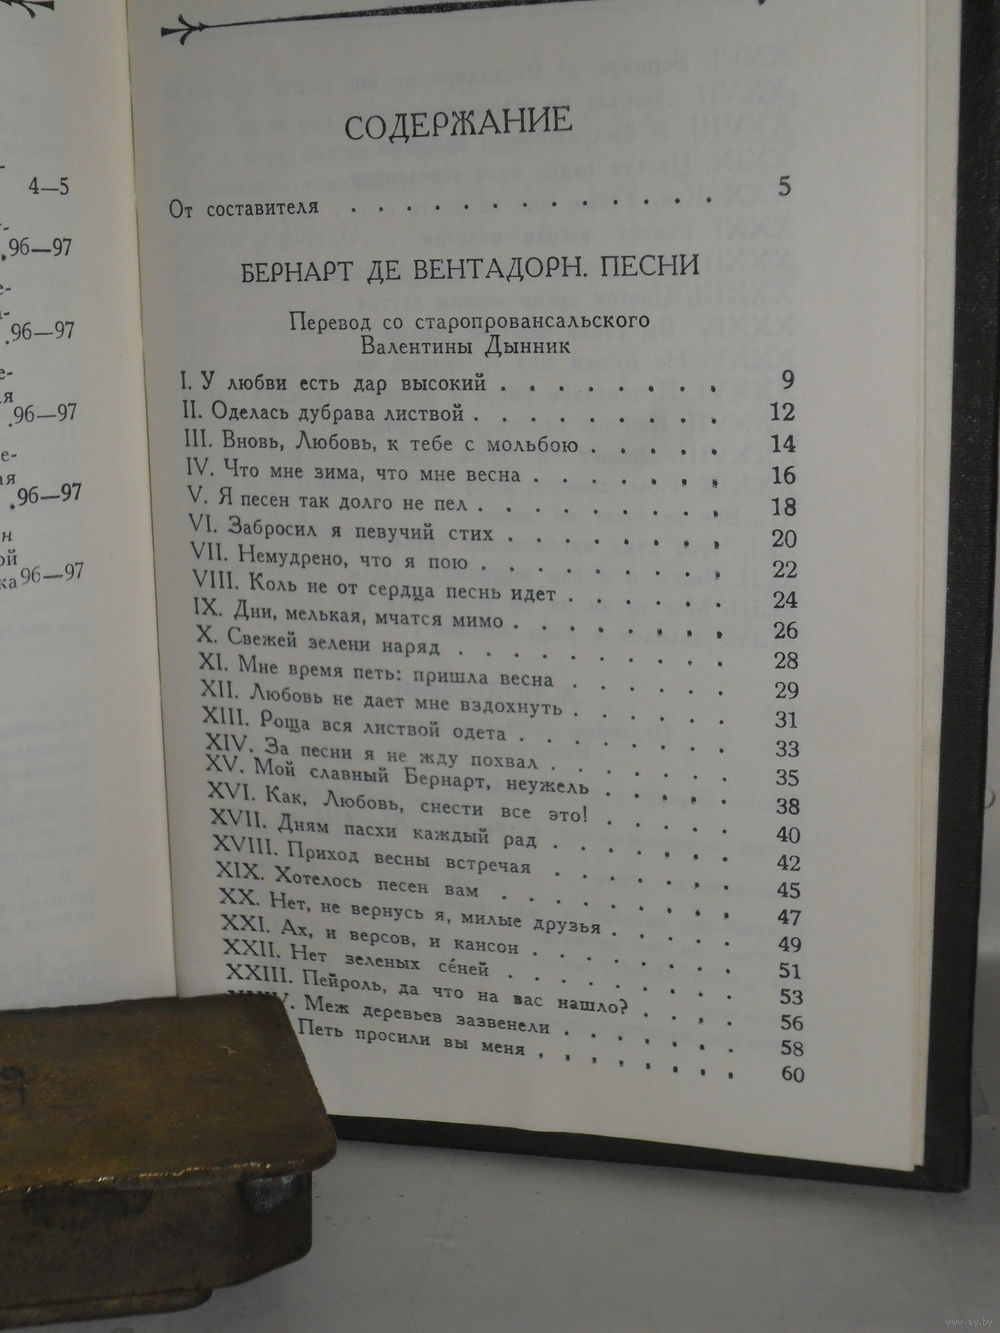 4—5
96—97
96—97
96—97
96—97
96—97
СОДЕРЖАНИЕ
От составителя . . . . . . . . . . . . . . 5
БЕРНАРТ ДЕ ВЕНТАДОРН. ПЕСНИ
Перевод со старопровансальского
Валентины Дынник
I. У любви есть дар высокий . . . . . . . . 9
II. Оделась дубрава листвой . . . . . . . . . 12
III. Вновь, Любовь, к тебе с мольбою . . . . . 14
IV. Что мне зима, что мне весна . . . . . . . 16
V. Я песен так долго не пел . . . . . . . . . 18
VI. Забросил я певучий стих . . . . . . . . 20
VII. Немудрено, что я пою . . . . . . . . . 22
VIII. Коль не от сердца песнь идет . . . . . . 24
IX. Дни, мелькая, мчатся мимо . . . . . . . . 26
X. Свежей зелени наряд . . . . . . . . . . 28
XI. Мне время петь: пришла весна . . . . . . 29
XII. Любовь не дает мне вздохнуть . . . . . . 31
XIII. Роща вся листвой одета . . . . . . . . 33
XIV. За песни я не жду похвал . . . . . . . 35
XV. Мой славный Бернарт, неужель . . . . . 38
XVI. Как, Любовь, снести все это! . . . . . 40
XVII. Дням пасхи каждый рад . . . . . . . 42
XVIII. Приход весны встречая . . . . . . . 45
XIX. Хотелось песен вам . . . . . . . . . 47
XX. Нет, не вернусь я, милые друзья . . . . . 49
XXI. Ах, и версов, и кансон . . . . . . . . 51
XXII. Нет зеленых се́ней . . . . . . . . . 53
XXIII. Пейроль, да что на вас нашло? . . . . 56
Меж деревьев зазвенели . . . . . . . 58
Петь просили вы меня . . . . . . . . 60
www.ay.by